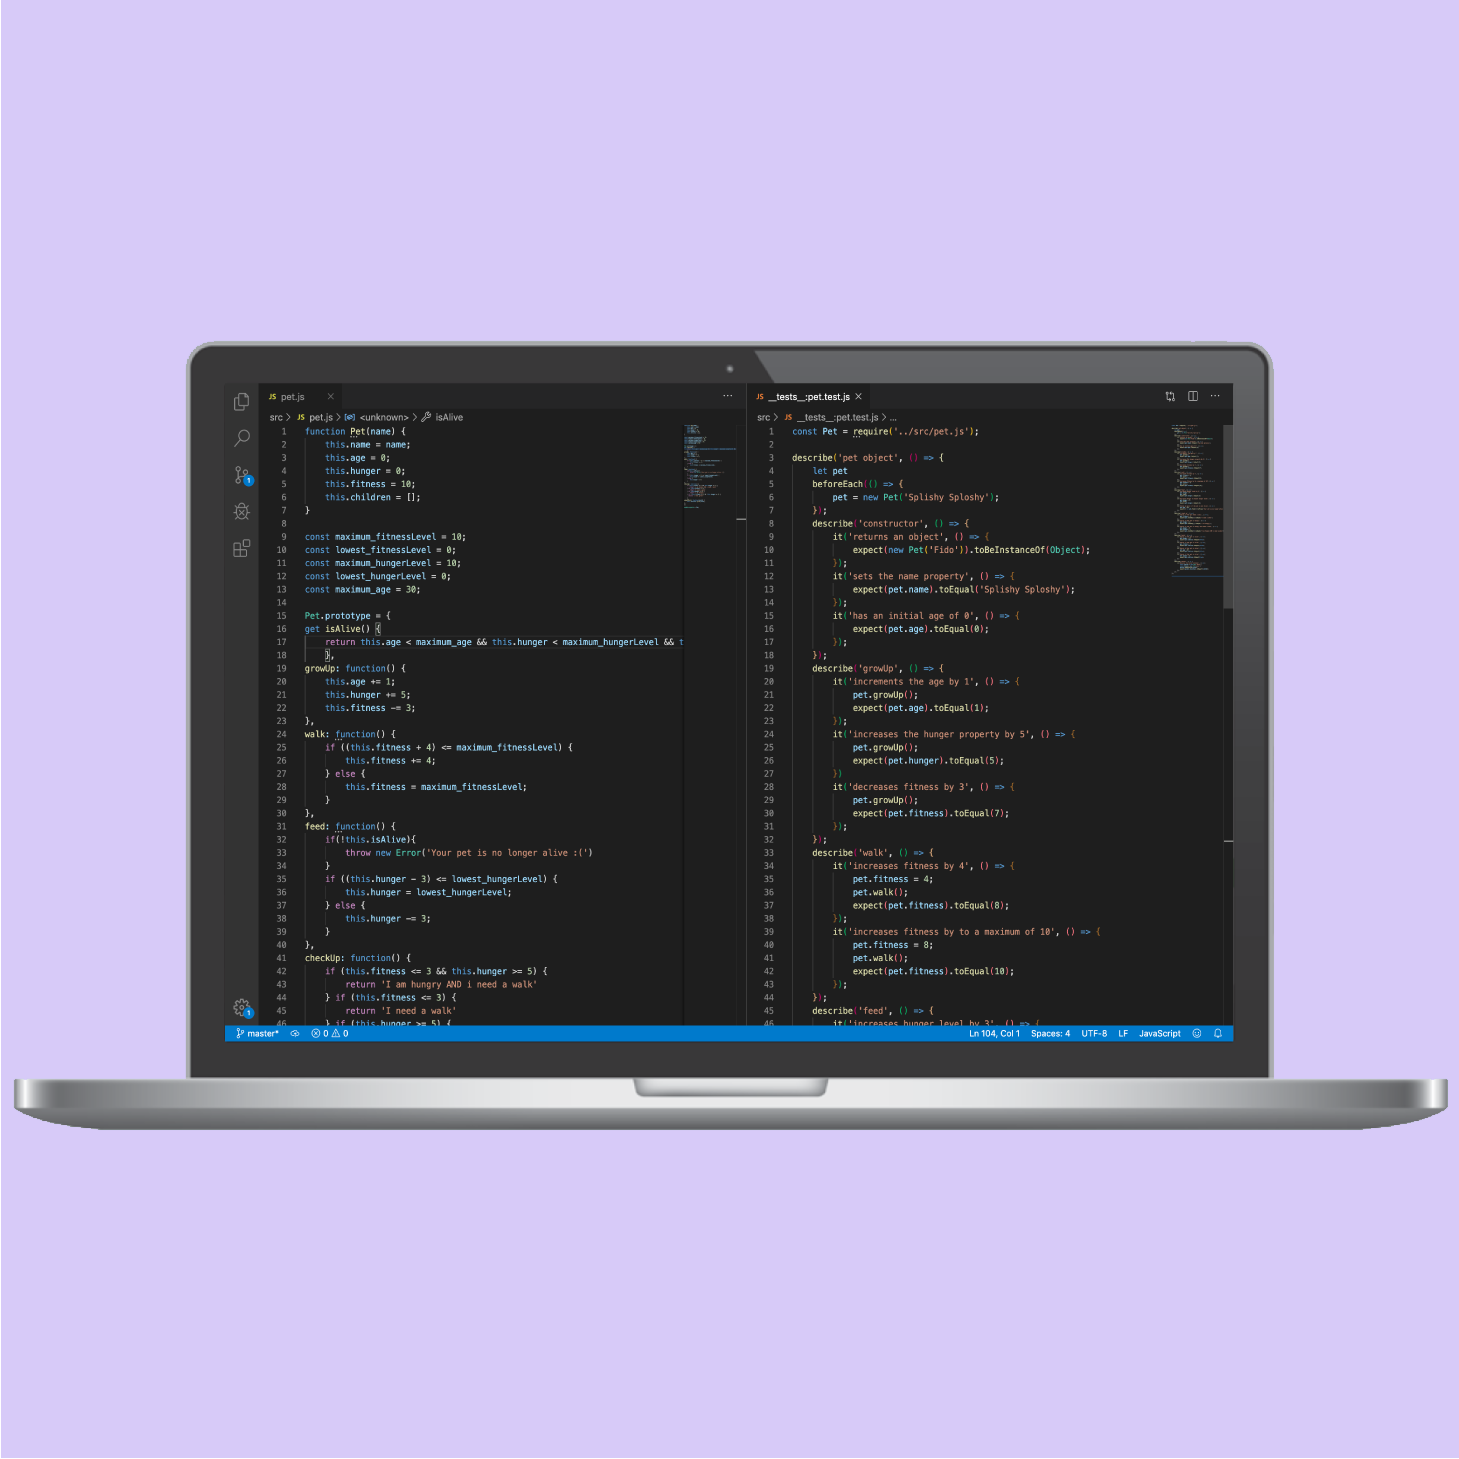 JS pet.js ×
src > JS pet.js > <unknown> > isAlive
1 function Pet(name) {
2 this.name = name;
3 this.age = 0;
4 this.hunger = 0;
5 this.fitness = 10;
6 this.children = [];
7 }
8
9 const maximum_fitnessLevel = 10;
10 const lowest_fitnessLevel = 0;
11 const maximum_hungerLevel = 10;
12 const lowest_hungerLevel = 0;
13 const maximum_age = 30;
14
15 Pet.prototype = {
16 get isAlive() {
17 return this.age < maximum_age && this.hunger < maximum_hungerLevel && t
18 },
19 growUp: function() {
20 this.age += 1;
21 this.hunger += 5;
22 this.fitness -= 3;
23 },
24 walk: function() {
25 if ((this.fitness + 4) <= maximum_fitnessLevel) {
26 this.fitness += 4;
27 } else {
28 this.fitness = maximum_fitnessLevel;
29 }
30 },
31 feed: function() {
32 if(!this.isAlive){
33 throw new Error('Your pet is no longer alive :(')
34 }
35 if ((this.hunger - 3) <= lowest_hungerLevel) {
36 this.hunger = lowest_hungerLevel;
37 } else {
38 this.hunger -= 3;
39 }
40 },
41 checkUp: function() {
42 if (this.fitness <= 3 && this.hunger >= 5) {
43 return 'I am hungry AND i need a walk'
44 } if (this.fitness <= 3) {
45 return 'I need a walk'
46 } if (this.hunger >= 5) {
JS __tests__:pet.test.js ×
src > JS __tests__:pet.test.js > ...
1 const Pet = require('../src/pet.js');
2
3 describe('pet object', () => {
4 let pet
5 beforeEach(() => {
6 pet = new Pet('Splishy Sploshy');
7 });
8 describe('constructor', () => {
9 it('returns an object', () => {
10 expect(new Pet('Fido')).toBeInstanceOf(Object);
11 });
12 it('sets the name property', () => {
13 expect(pet.name).toEqual('Splishy Sploshy');
14 });
15 it('has an initial age of 0', () => {
16 expect(pet.age).toEqual(0);
17 });
18 });
19 describe('growUp', () => {
20 it('increments the age by 1', () => {
21 pet.growUp();
22 expect(pet.age).toEqual(1);
23 });
24 it('increases the hunger property by 5', () => {
25 pet.growUp();
26 expect(pet.hunger).toEqual(5);
27 })
28 it('decreases fitness by 3', () => {
29 pet.growUp();
30 expect(pet.fitness).toEqual(7);
31 });
32 });
33 describe('walk', () => {
34 it('increases fitness by 4', () => {
35 pet.fitness = 4;
36 pet.walk();
37 expect(pet.fitness).toEqual(8);
38 });
39 it('increases fitness by to a maximum of 10', () => {
40 pet.fitness = 8;
41 pet.walk();
42 expect(pet.fitness).toEqual(10);
43 });
44 });
45 describe('feed', () => {
46 it('increases hunger level by 3', () => {
master* 0 0 Ln 104, Col 1 Spaces: 4 UTF-8 LF JavaScript